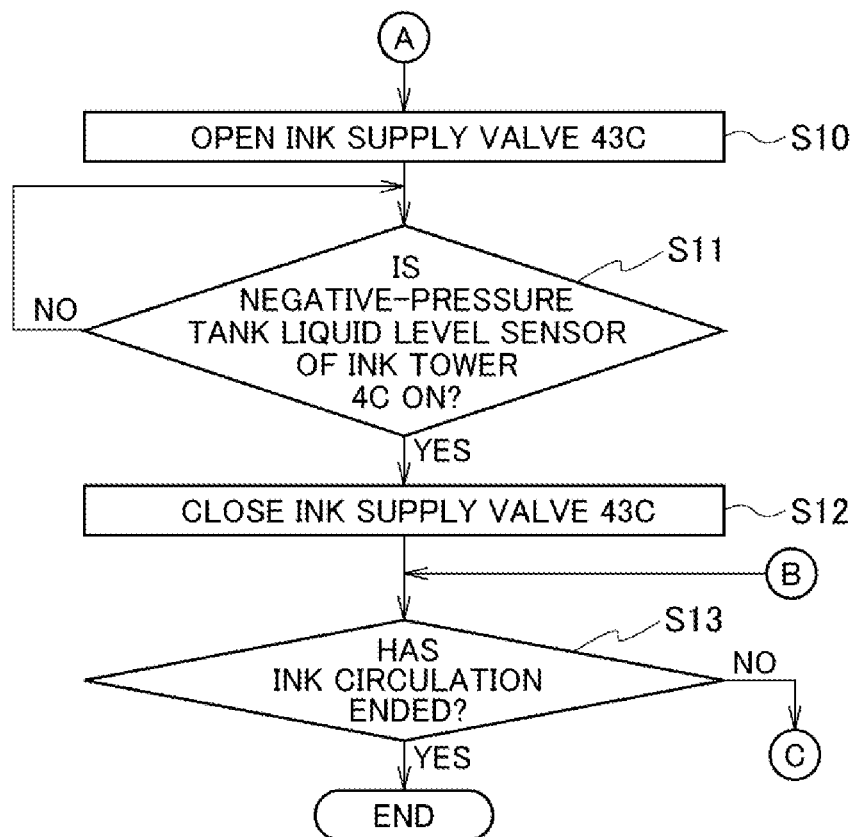 A
OPEN INK SUPPLY VALVE 43C
S10
S11
IS
NEGATIVE-PRESSURE
TANK LIQUID LEVEL SENSOR
OF INK TOWER
4C ON?
NO
YES
CLOSE INK SUPPLY VALVE 43C
S12
B
S13
HAS
INK CIRCULATION
ENDED?
NO
C
YES
END